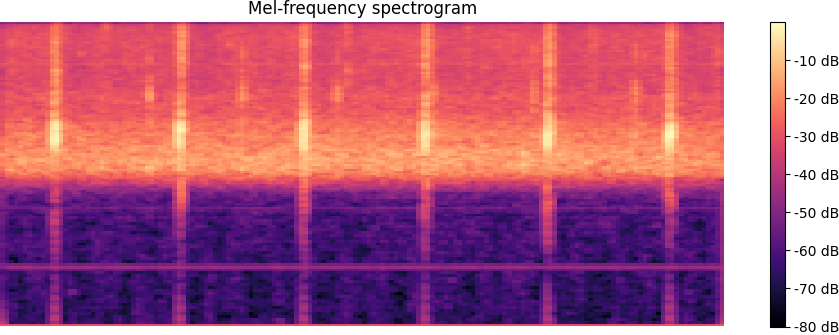 Mel-frequency spectrogram
-10 dB
-20 dB
-30 dB
-40 dB
-50 dB
-60 dB
-70 dB
-80 dB